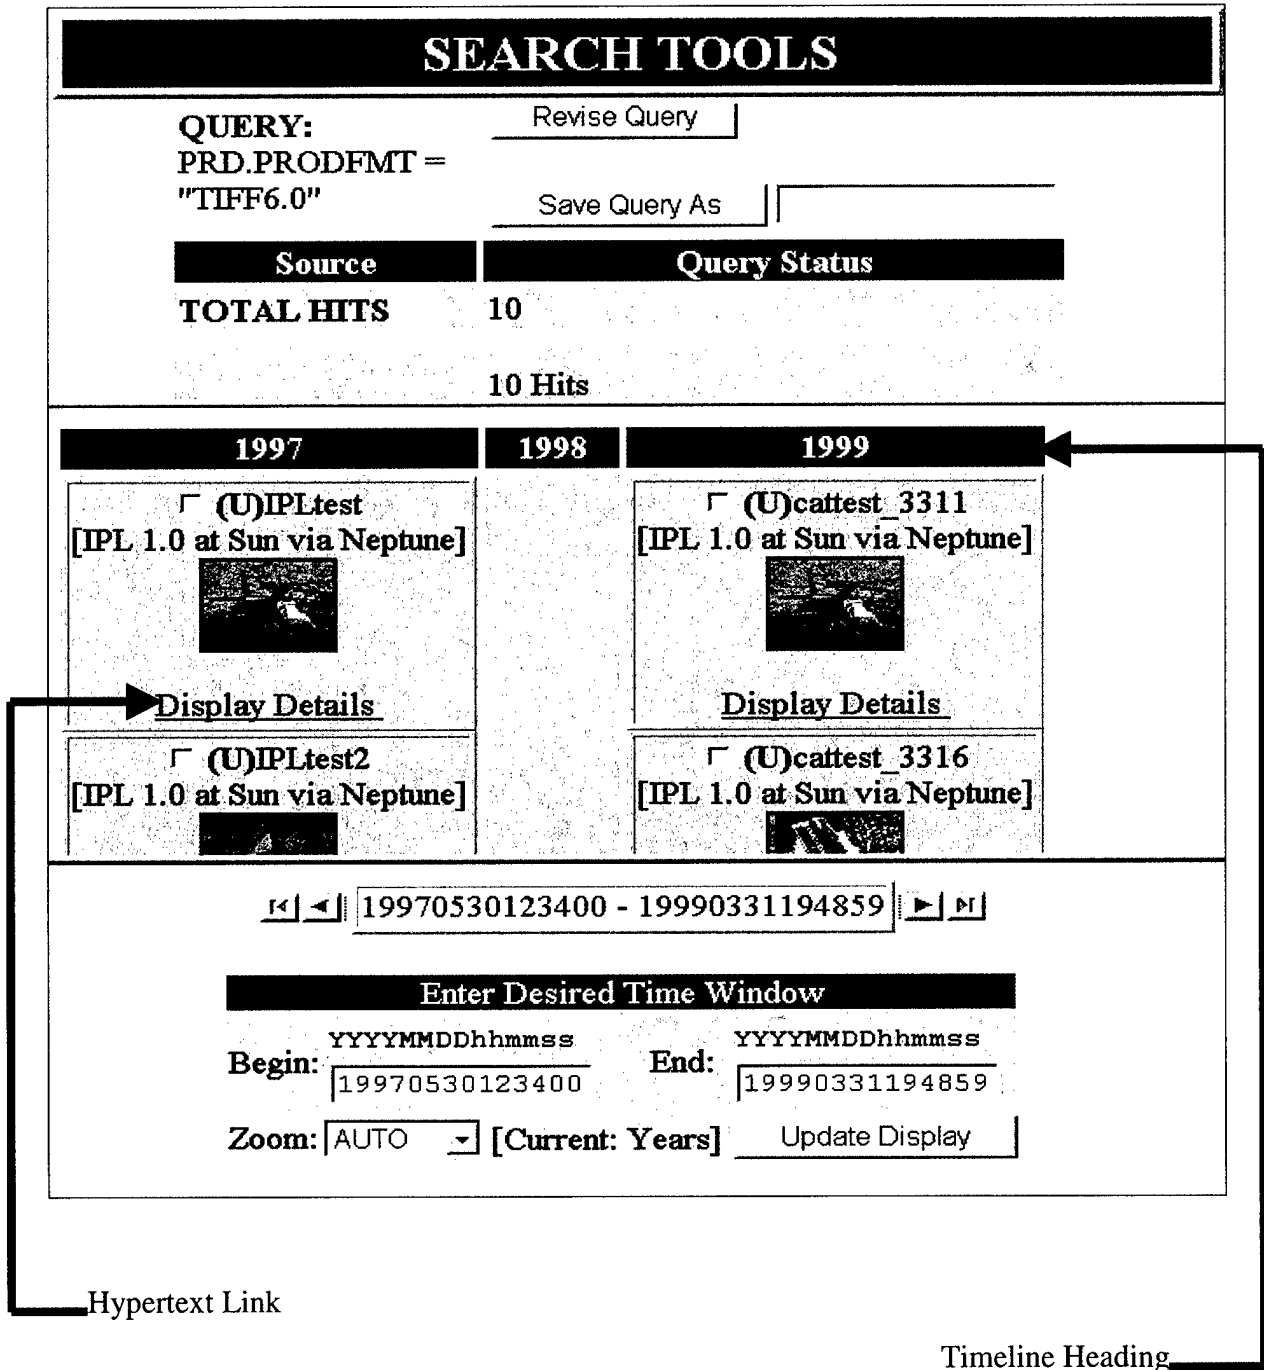 SEARCH TOOLS
QUERY:
PRD.PRODFMT =
"TIFF6.0"
Revise Query
Save Query As
Source Query Status
TOTAL HITS 10
10 Hits
1997 1998 1999
(U)IPLtest
[IPL 1.0 at Sun via Neptune]
Display Details
(U)IPLtest2
[IPL 1.0 at Sun via Neptune]
(U)cattest_3311
[IPL 1.0 at Sun via Neptune]
Display Details
(U)cattest_3316
[IPL 1.0 at Sun via Neptune]
19970530123400 - 19990331194859
Enter Desired Time Window
YYYYMMDDhhmmss YYYYMMDDhhmmss
Begin: 19970530123400 End: 19990331194859
Zoom: AUTO [Current: Years] Update Display
Hypertext Link
Timeline Heading